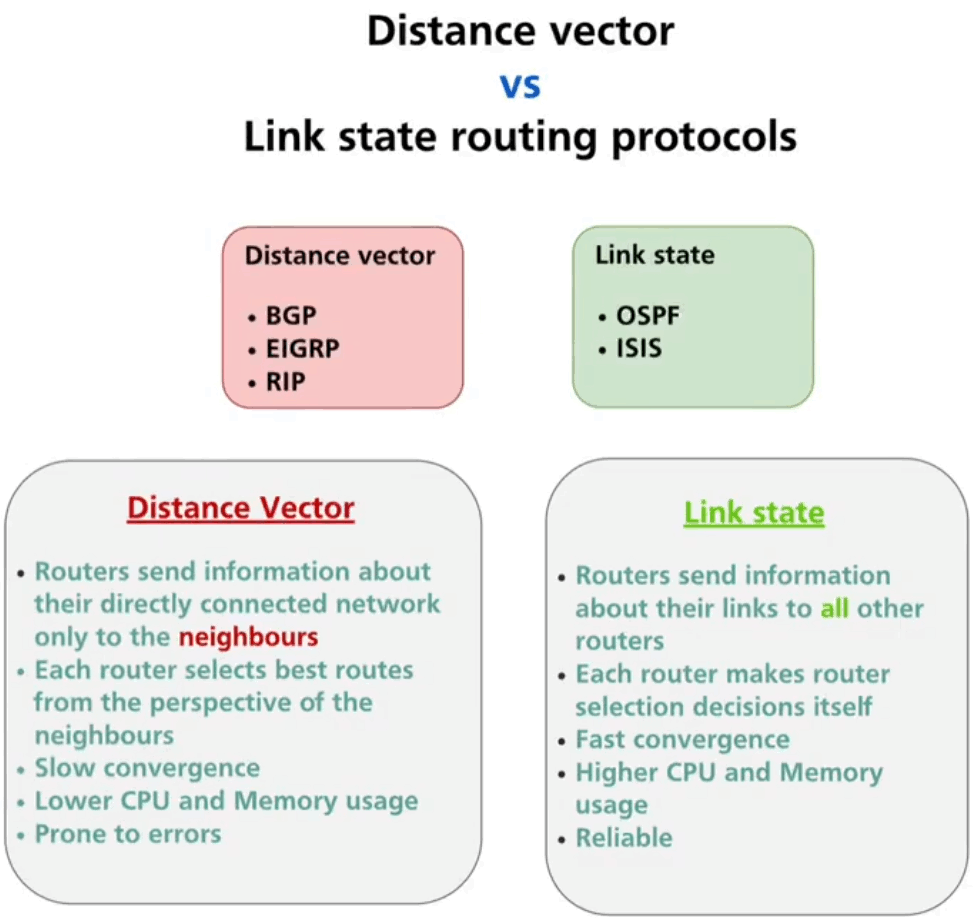 Distance vector
vs
Link state routing protocols
Distance vector
• BGP
• EIGRP
• RIP
Link state
• OSPF
• ISIS
Distance Vector
• Routers send information about
their directly connected network
only to the neighbours
• Each router selects best routes
from the perspective of the
neighbours
• Slow convergence
• Lower CPU and Memory usage
• Prone to errors
Link state
• Routers send information
about their links to all other
routers
• Each router makes router
selection decisions itself
• Fast convergence
• Higher CPU and Memory
usage
• Reliable